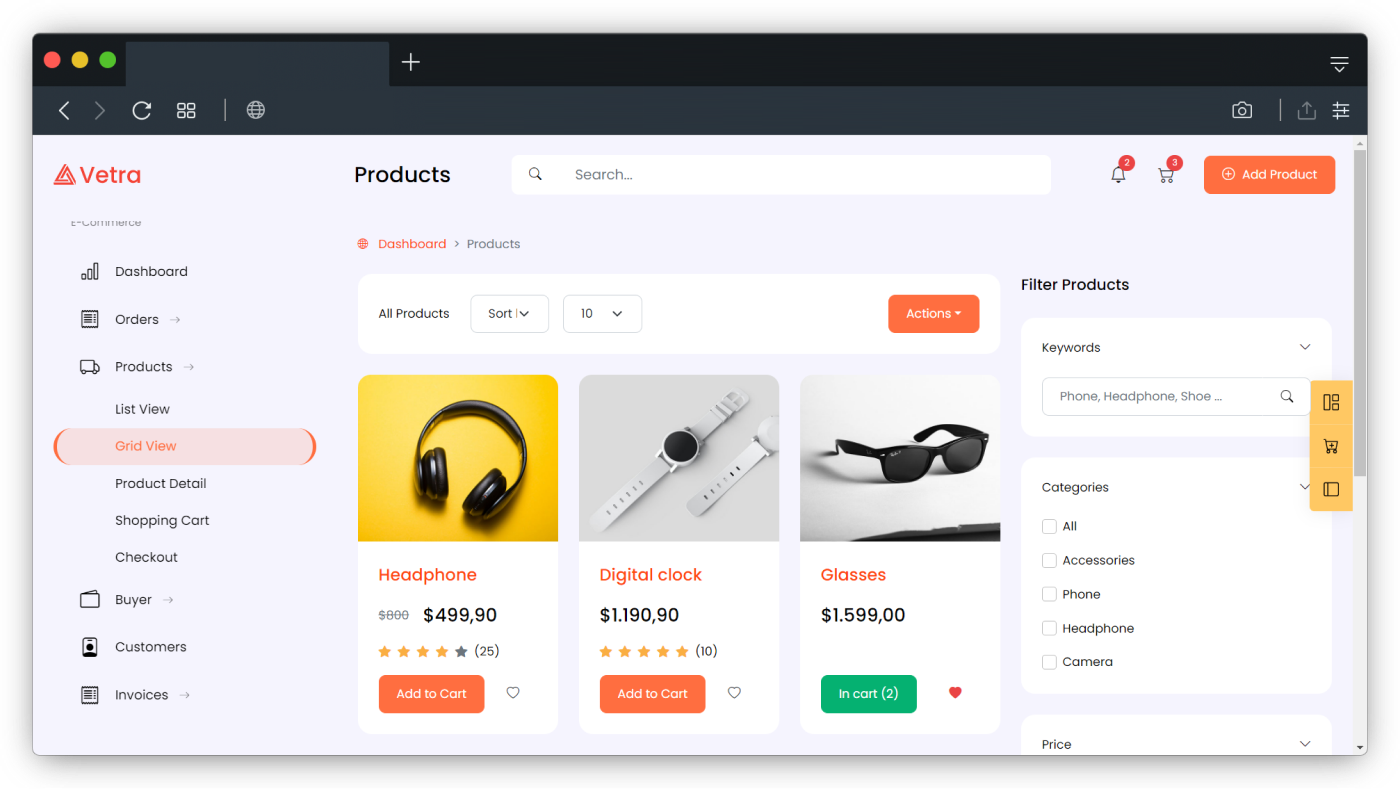 Vetra
Products
Search...
2
3
Add Product
E-Commerce
Dashboard
Orders
Products
List View
Grid View
Product Detail
Shopping Cart
Checkout
Buyer
Customers
Invoices
Dashboard > Products
All Products
Sort
10
Actions
Headphone
$800 $499,90
(25)
Add to Cart
Digital clock
$1.190,90
(10)
Add to Cart
Glasses
$1.599,00
In cart (2)
Filter Products
Keywords
Phone, Headphone, Shoe ...
Categories
All
Accessories
Phone
Headphone
Camera
Price